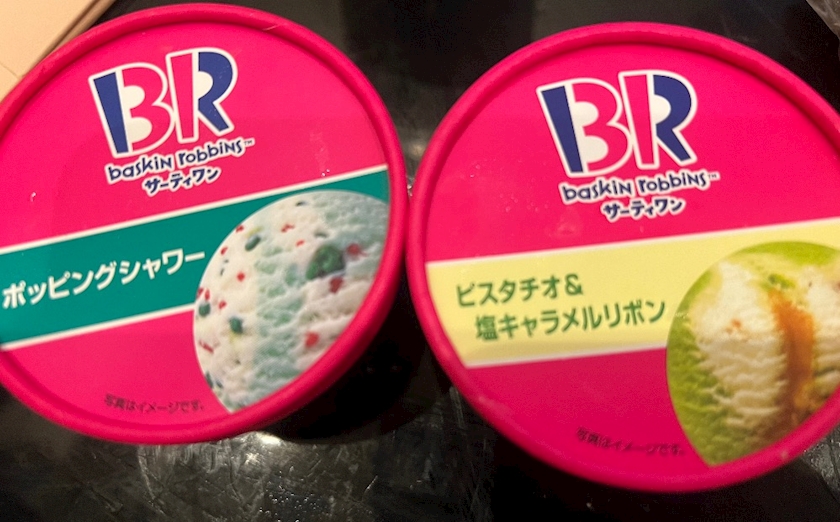 BR
baskin robbins™
サーティワン
ポッピングシャワー
写真はイメージです。
BR
baskin robbins™
サーティワン
ピスタチオ&
塩キャラメルリボン
写真はイメージです。